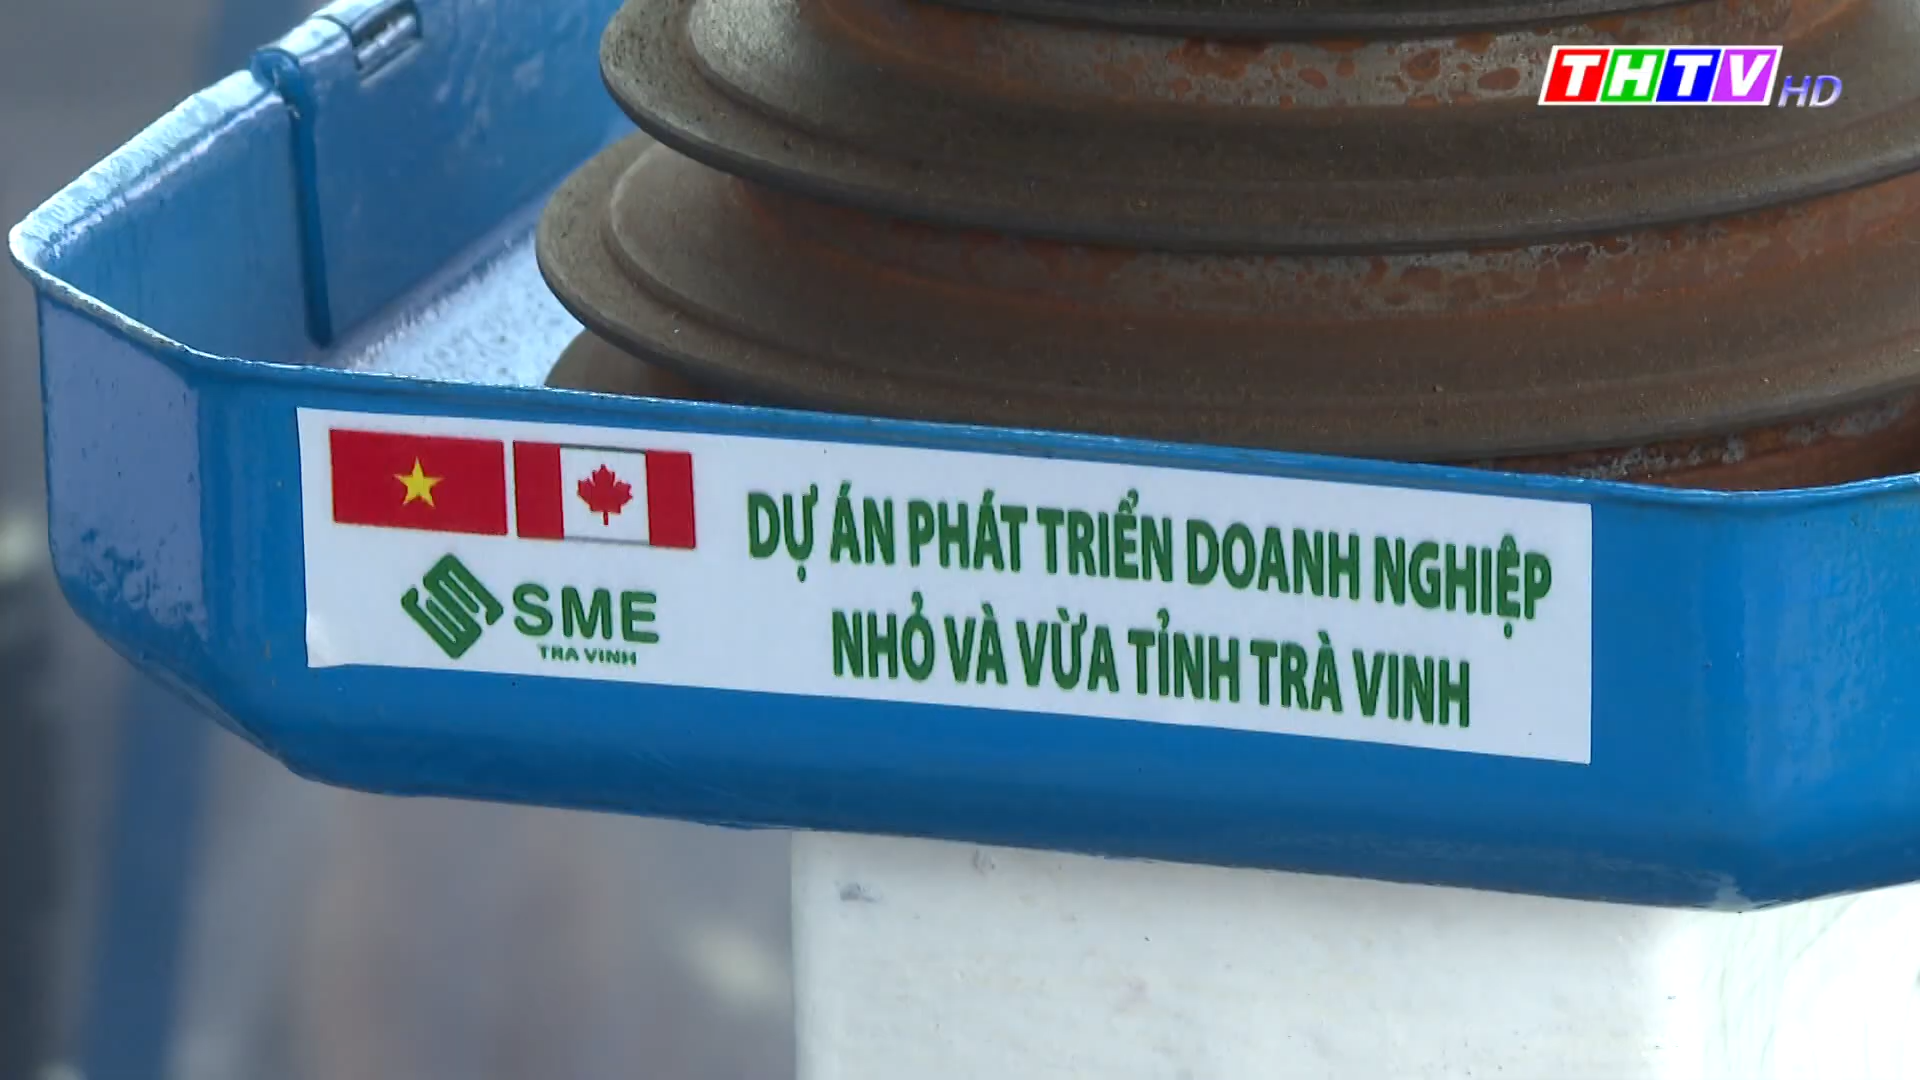 THTV HD
DỰ ÁN PHÁT TRIỂN DOANH NGHIỆP
NHỎ VÀ VỪA TỈNH TRÀ VINH
SME
TRA VINH